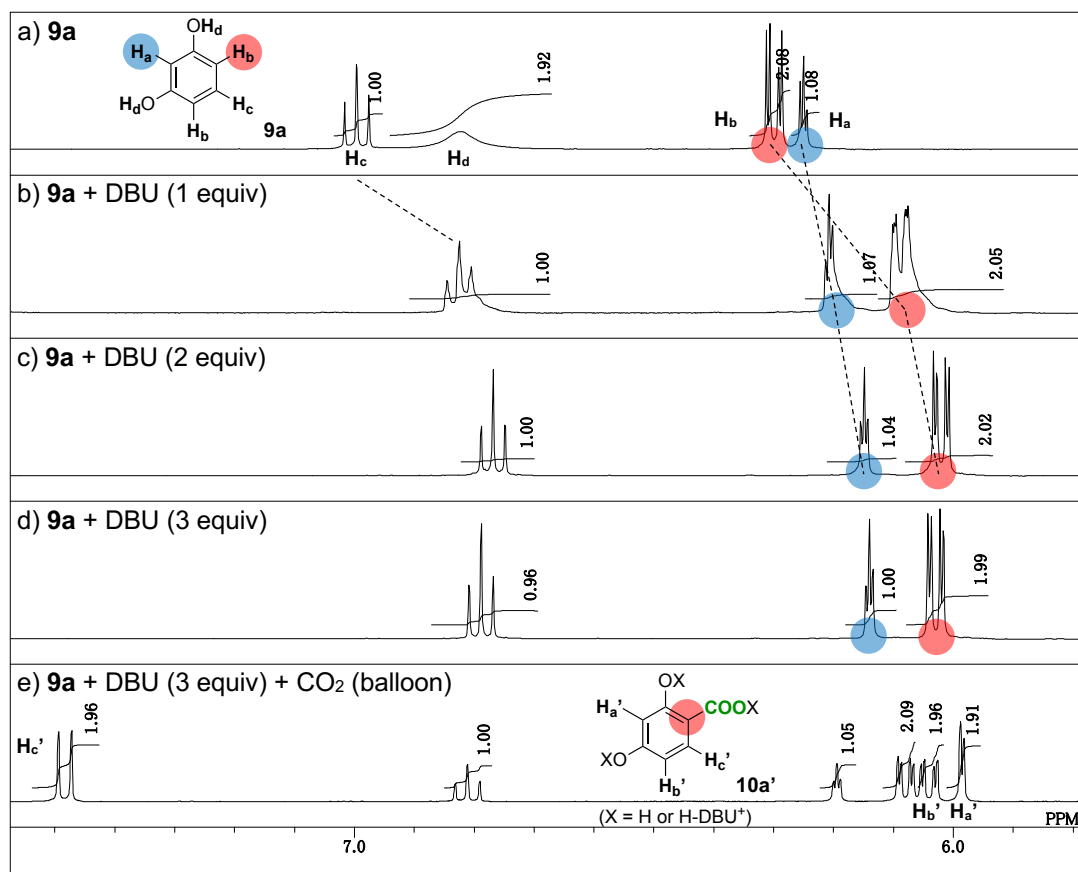 a) 9a
OHd
Ha
Hb
HdO
Hc
Hb
9a
1.00
1.92
2.08
1.08
Hc
Hd
Hb
Ha
b) 9a + DBU (1 equiv)
1.00
1.07
2.05
c) 9a + DBU (2 equiv)
1.00
1.04
2.02
d) 9a + DBU (3 equiv)
0.96
1.00
1.99
e) 9a + DBU (3 equiv) + CO₂ (balloon)
OX
COOX
Ha'
XO
Hc'
Hb'
10a'
(X = H or H-DBU⁺)
Hc'
1.96
1.00
1.05
2.09
1.96
1.91
Hb'
Ha'
7.0
6.0
PPM